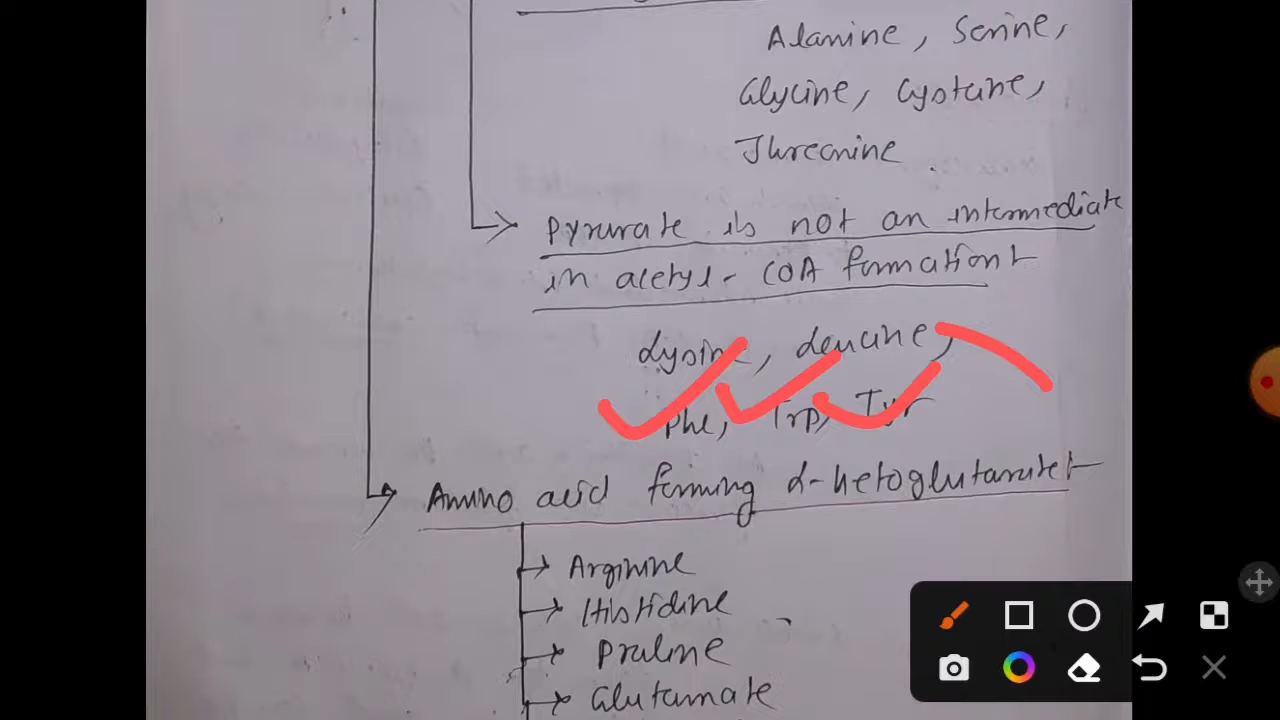 Alanine, Serine,
Glycine, Cysteine,
Threonine
Pyruvate is not an intermediate
in acetyl-COA formation
Lysine, Leucine,
Phe, Trp, Tyr
Amino acid forming α-ketoglutarate
Arginine
Histidine
Proline
Glutamate